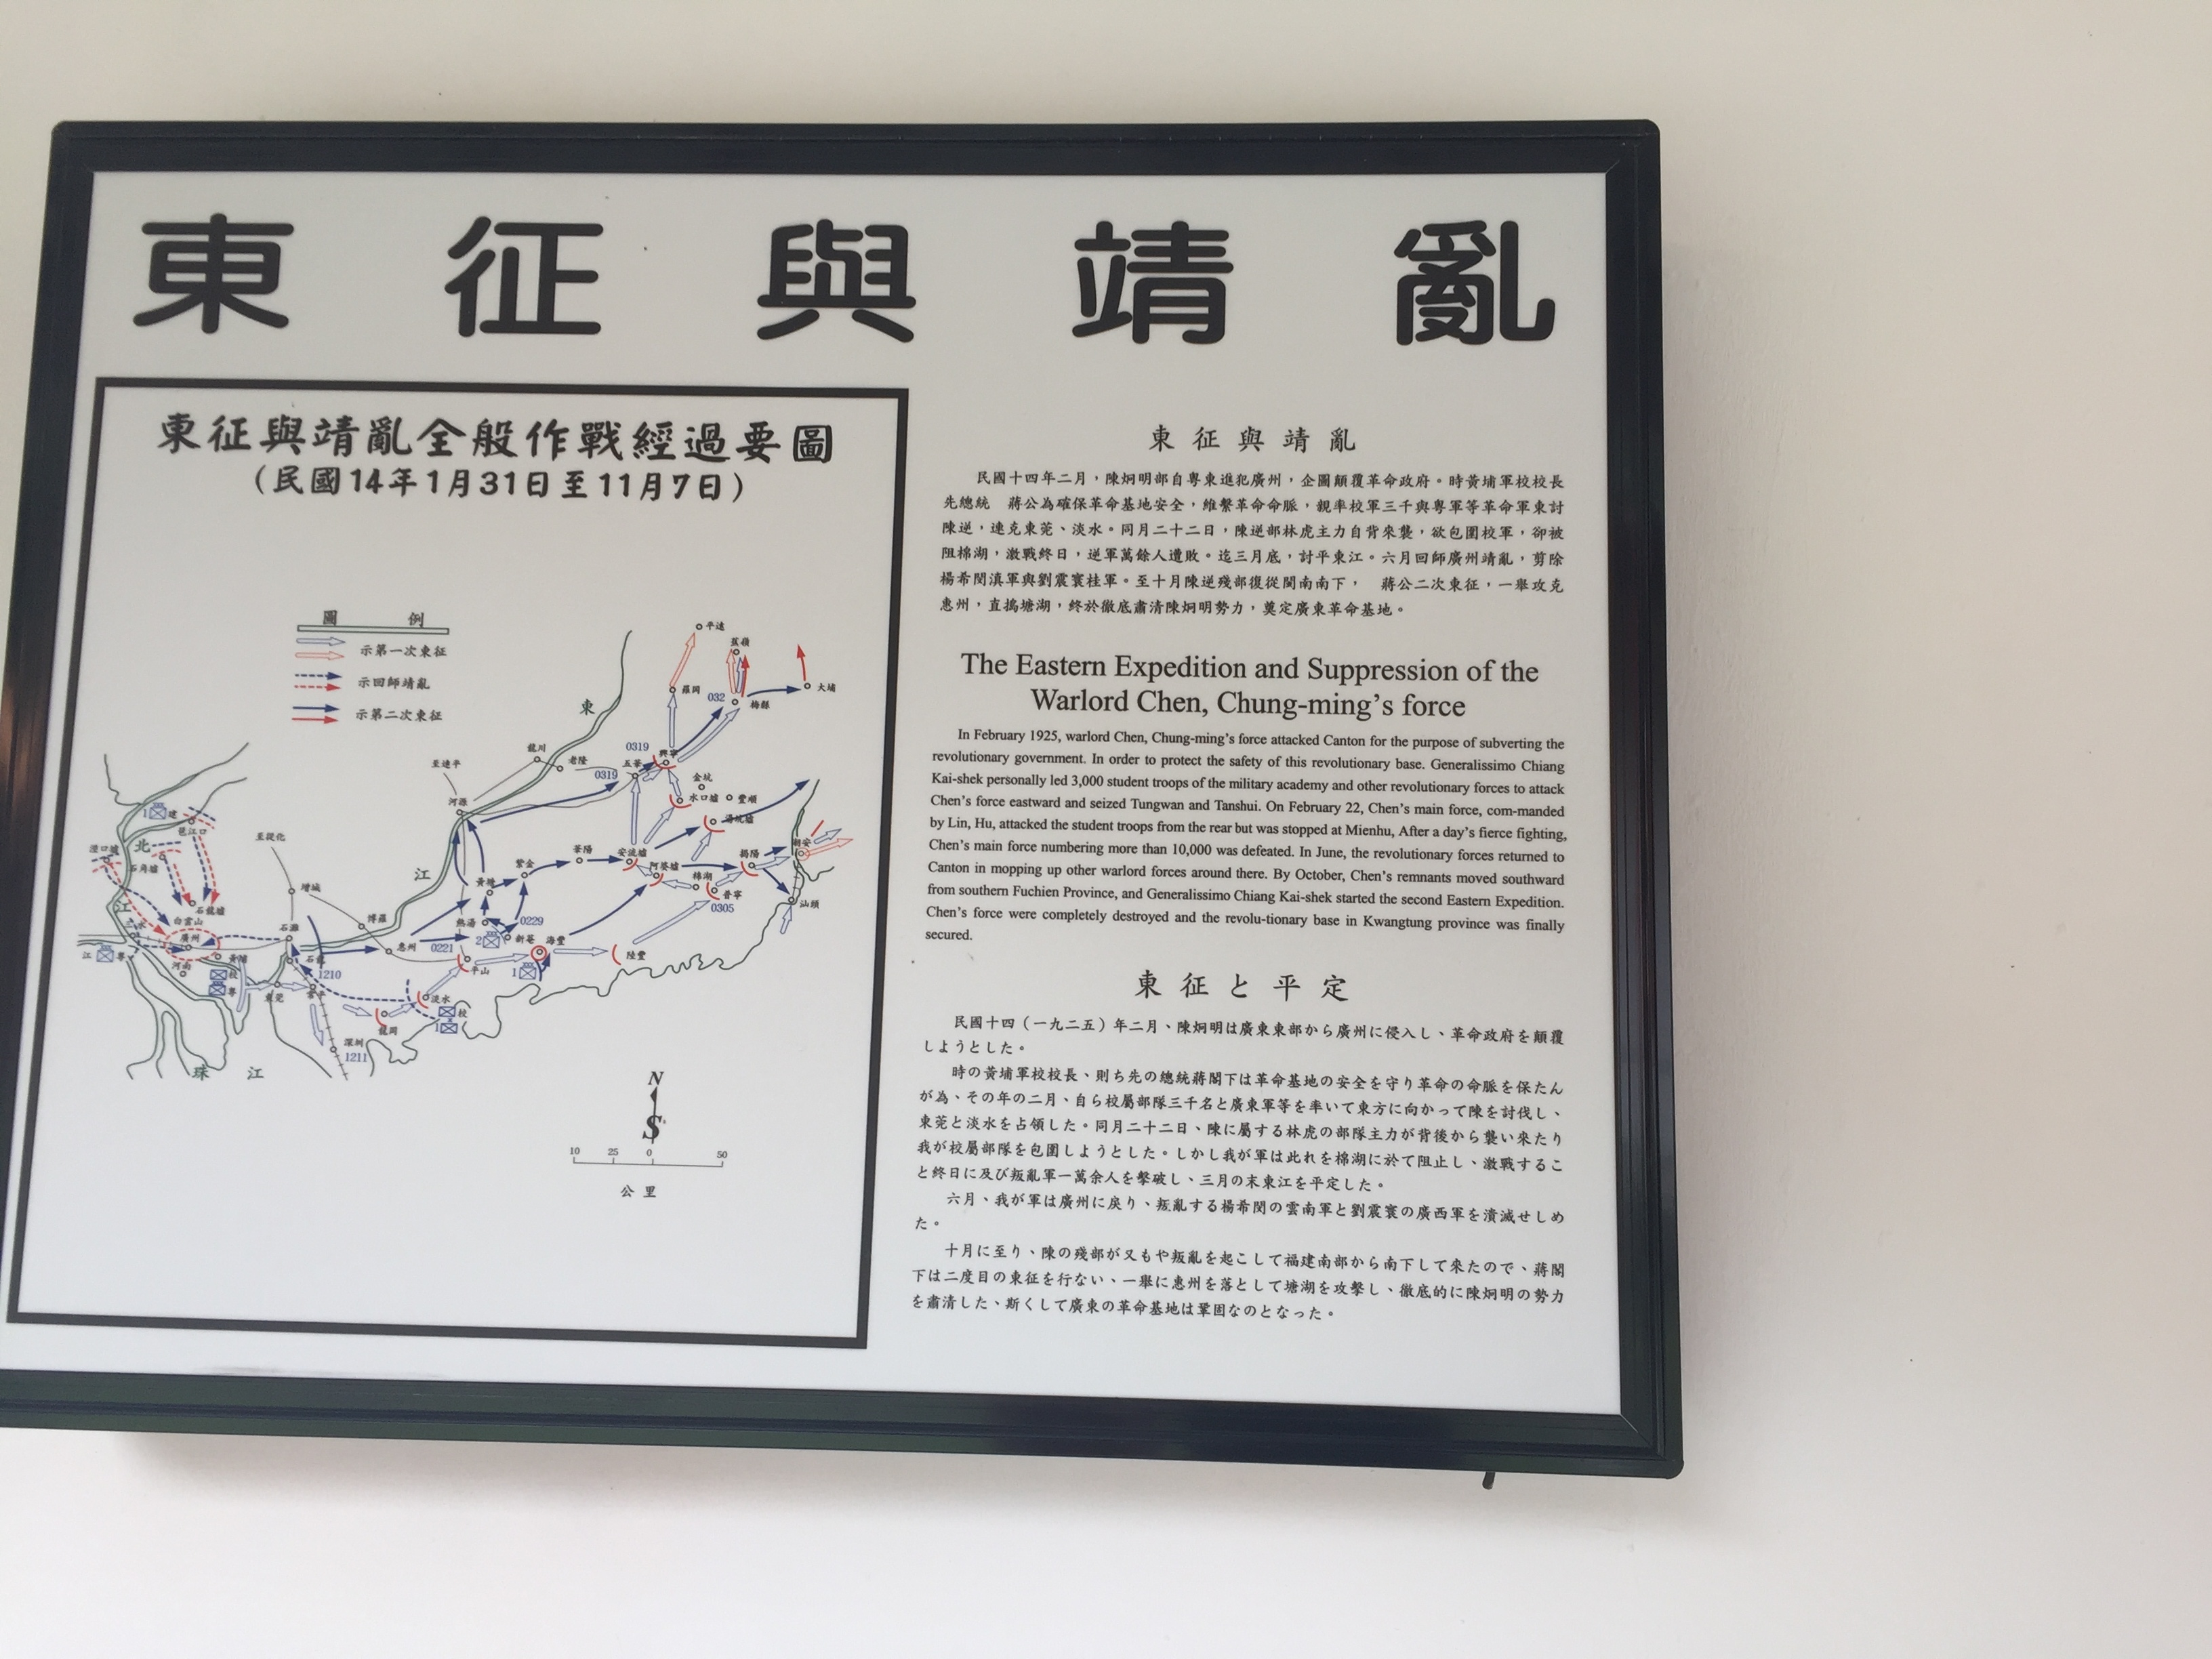 東征與靖亂
東征與靖亂全般作戰經過要圖
(民國14年1月31日至11月7日)
圖例
示第一次東征
示回師靖亂
示第二次東征
平遠
蕉嶺
羅岡
032
梅縣
大埔
東
龍川
老隆
0319
興寧
五華
0319
至連平
金坑
水口墟
豐順
河源
湯坑墟
1
建
琶江口
至從化
北
石角墟
江
華陽
安流墟
阿婆墟
揭陽
潮安
紫金
棉湖
普寧
0305
汕頭
增城
石龍墟
白雲山
博羅
熱湯
0229
廣州
石灘
惠州
0221
2
新菴
海豐
陸豐
江
粵
河南
黃埔
校
粵
1210
平山
1
東莞
常平
淡水
校
1
龍岡
深圳
1211
珠江
N
S
10 25 0 50
公里
東征與靖亂
民國十四年二月，陳炯明部自粵東進犯廣州，企圖顛覆革命政府。時黃埔軍校校長
先總統　蔣公為確保革命基地安全，維繫革命命脈，親率校軍三千與粵軍等革命軍東討
陳逆，連克東莞、淡水。同月二十二日，陳逆部林虎主力自背來襲，欲包圍校軍，卻被
阻棉湖，激戰終日，逆軍萬餘人遭敗。迄三月底，討平東江。六月回師廣州靖亂，剪除
楊希閔滇軍與劉震寰桂軍。至十月陳逆殘部復從閩南南下，　蔣公二次東征，一舉攻克
惠州，直搗塘湖，終於徹底肅清陳炯明勢力，奠定廣東革命基地。
The Eastern Expedition and Suppression of the
Warlord Chen, Chung-ming's force
In February 1925, warlord Chen, Chung-ming's force attacked Canton for the purpose of subverting the
revolutionary government. In order to protect the safety of this revolutionary base. Generalissimo Chiang
Kai-shek personally led 3,000 student troops of the military academy and other revolutionary forces to attack
Chen's force eastward and seized Tungwan and Tanshui. On February 22, Chen's main force, com-manded
by Lin, Hu, attacked the student troops from the rear but was stopped at Mienhu, After a day's fierce fighting,
Chen's main force numbering more than 10,000 was defeated. In June, the revolutionary forces returned to
Canton in mopping up other warlord forces around there. By October, Chen's remnants moved southward
from southern Fuchien Province, and Generalissimo Chiang Kai-shek started the second Eastern Expedition.
Chen's force were completely destroyed and the revolu-tionary base in Kwangtung province was finally
secured.
東征と平定
民國十四（一九二五）年二月、陳炯明は廣東東部から廣州に侵入し、革命政府を顛覆
しようとした。
時の黃埔軍校校長、則ち先の總統蔣閣下は革命基地の安全を守り革命の命脈を保たん
が為、その年の二月、自ら校屬部隊三千名と廣東軍等を率いて東方に向かって陳を討伐し、
東莞と淡水を占領した。同月二十二日、陳に屬する林虎の部隊主力が背後から襲い來たり
我が校屬部隊を包圍しようとした。しかし我が軍は此れを棉湖に於て阻止し、激戰するこ
と終日に及び叛亂軍一萬余人を擊破し、三月の末東江を平定した。
六月、我が軍は廣州に戾り、叛亂する楊希閔の雲南軍と劉震寰の廣西軍を潰滅せしめ
た。
十月に至り、陳の殘部が又もや叛亂を起こして福建南部から南下して來たので、蔣閣
下は二度目の東征を行ない、一舉に惠州を落として塘湖を攻擊し、徹底的に陳炯明の勢力
を肅清した、斯くして廣東の革命基地は鞏固なのとなった。